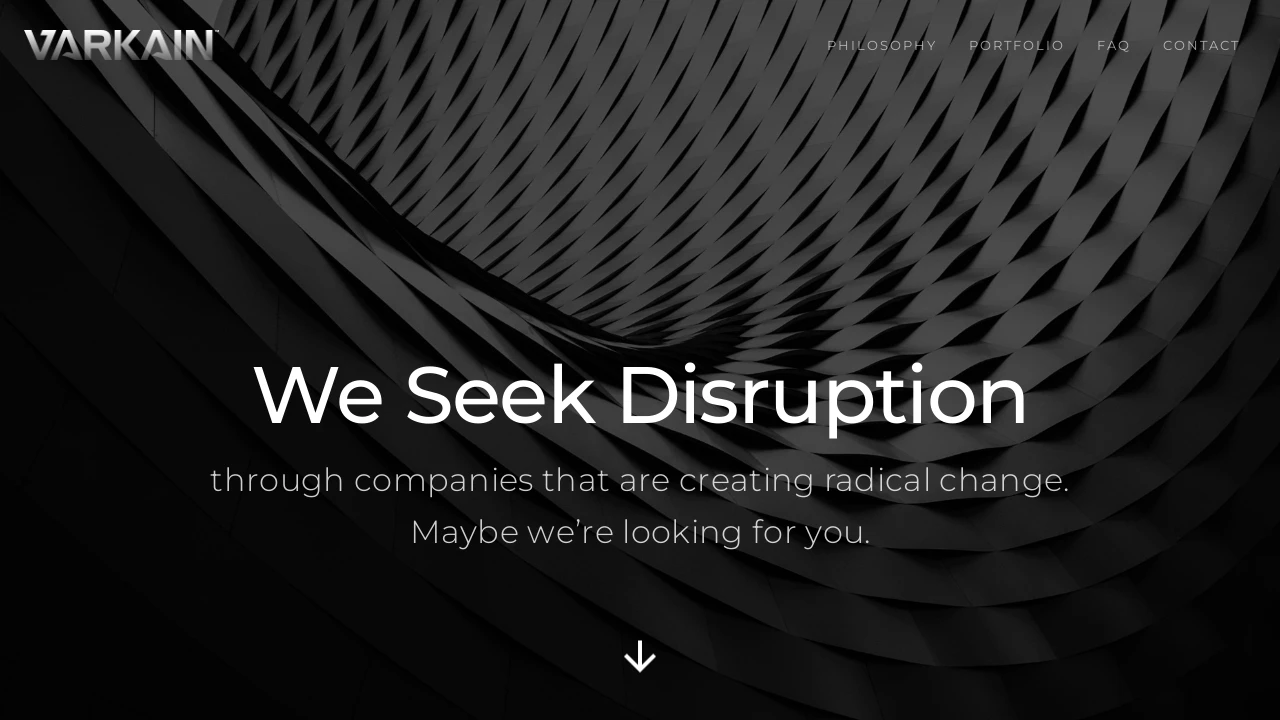 VARKAIN™
PHILOSOPHY PORTFOLIO FAQ CONTACT
We Seek Disruption
through companies that are creating radical change.
Maybe we’re looking for you.